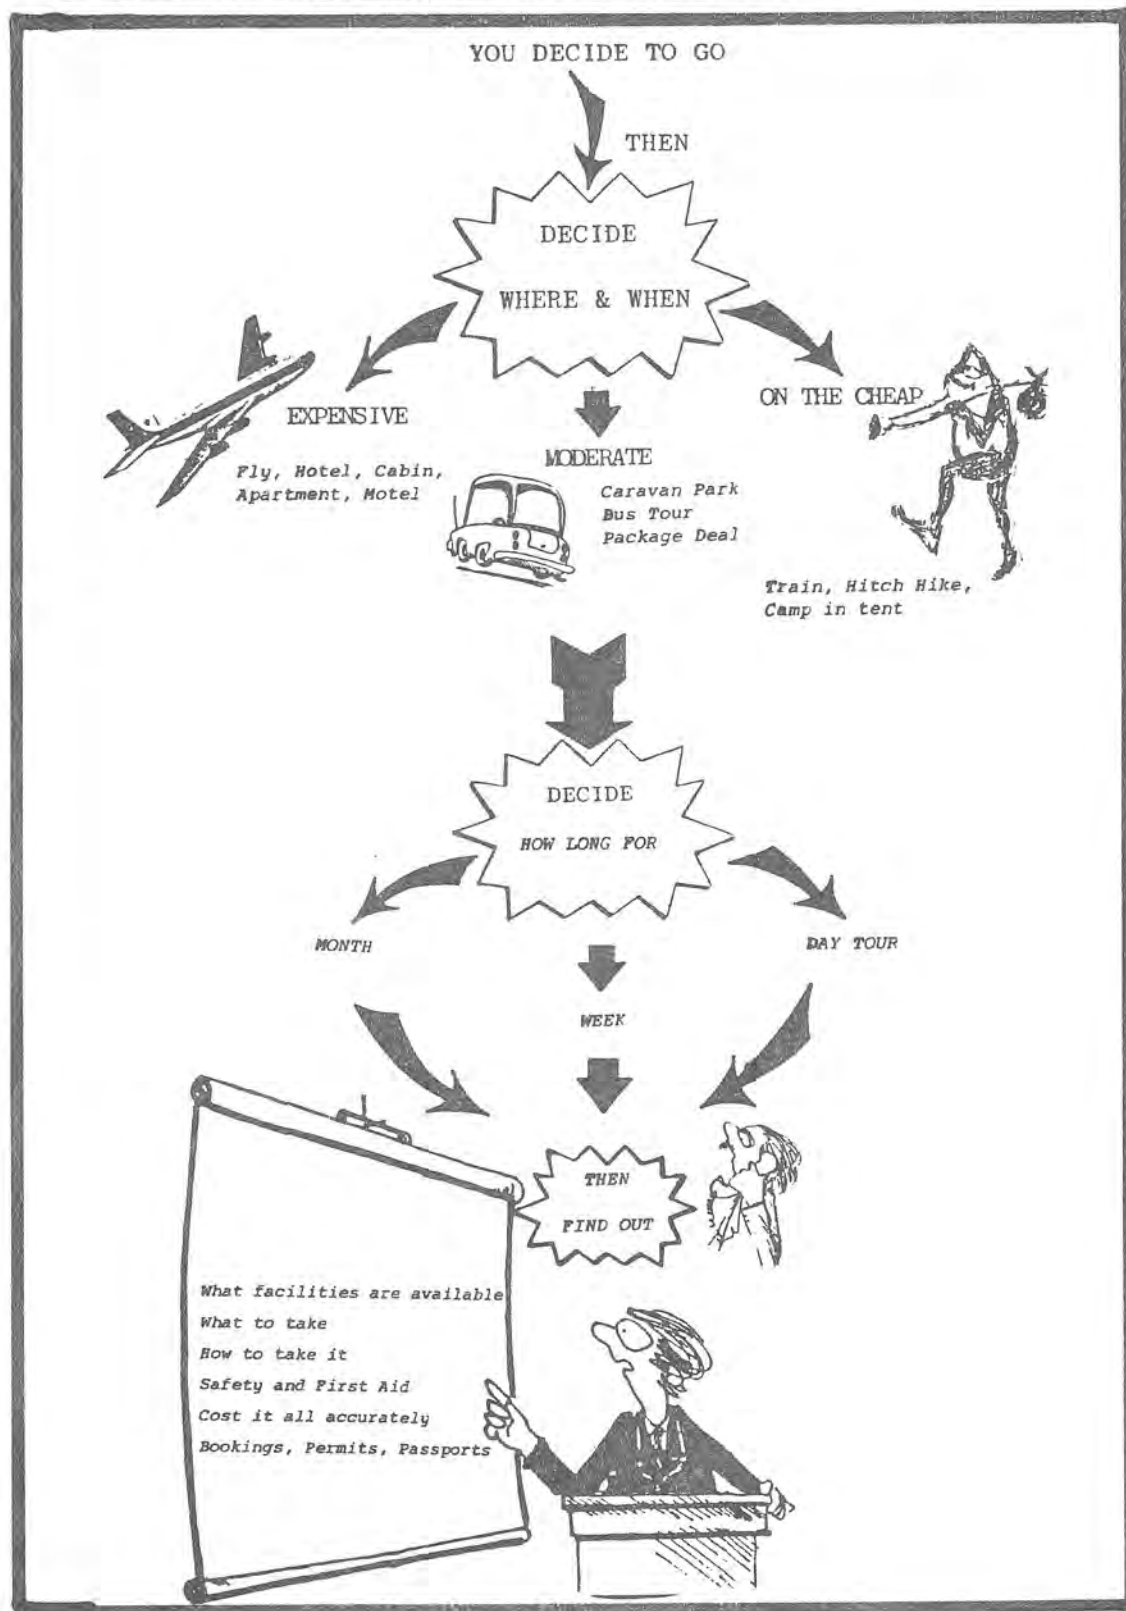 YOU DECIDE TO GO
THEN
DECIDE
WHERE & WHEN
EXPENSIVE
Fly, Hotel, Cabin,
Apartment, Motel
MODERATE
Caravan Park
Bus Tour
Package Deal
ON THE CHEAP
Train, Hitch Hike,
Camp in tent
DECIDE
HOW LONG FOR
MONTH
WEEK
DAY TOUR
THEN
FIND OUT
What facilities are available
What to take
How to take it
Safety and First Aid
Cost it all accurately
Bookings, Permits, Passports